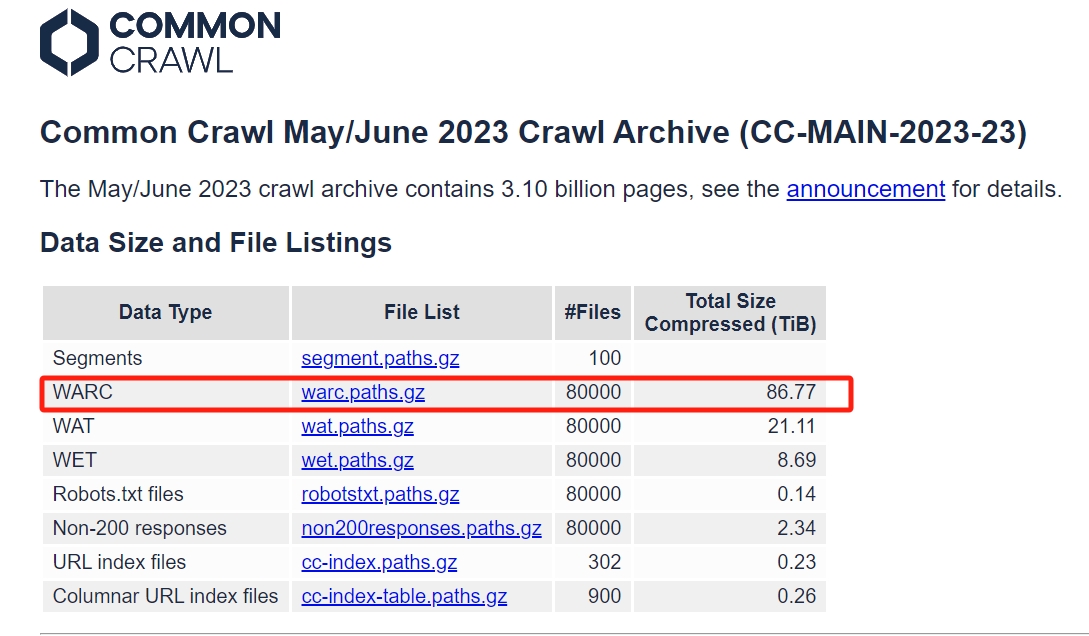 COMMON
CRAWL
Common Crawl May/June 2023 Crawl Archive (CC-MAIN-2023-23)
The May/June 2023 crawl archive contains 3.10 billion pages, see the announcement for details.
Data Size and File Listings
Data Type File List #Files Total Size
Compressed (TiB)
Segments segment.paths.gz 100
WARC warc.paths.gz 80000 86.77
WAT wat.paths.gz 80000 21.11
WET wet.paths.gz 80000 8.69
Robots.txt files robotstxt.paths.gz 80000 0.14
Non-200 responses non200responses.paths.gz 80000 2.34
URL index files cc-index.paths.gz 302 0.23
Columnar URL index files cc-index-table.paths.gz 900 0.26